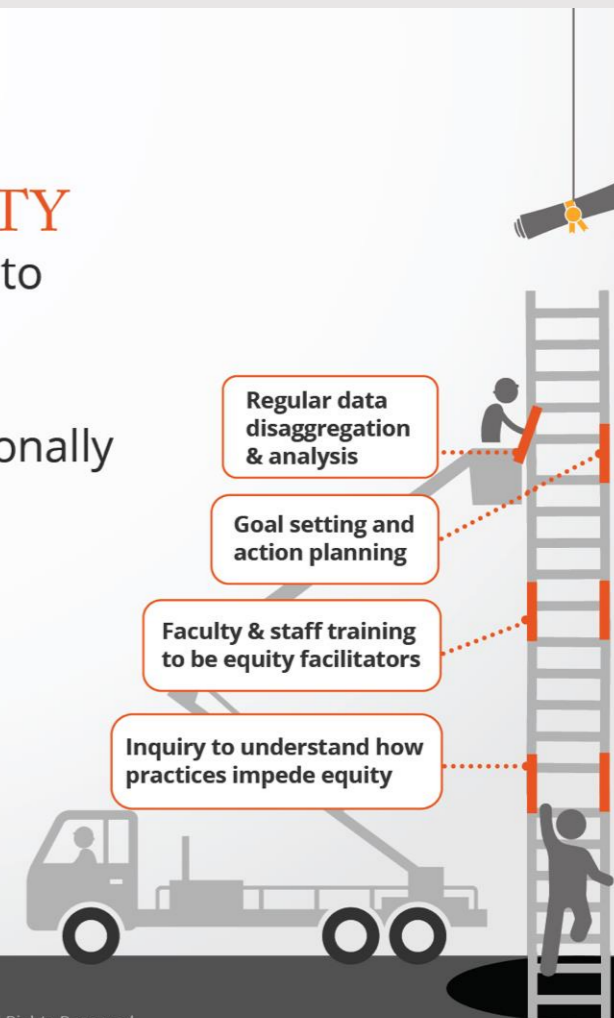 TY
to
onally
Regular data
disaggregation
& analysis
Goal setting and
action planning
Faculty & staff training
to be equity facilitators
Inquiry to understand how
practices impede equity